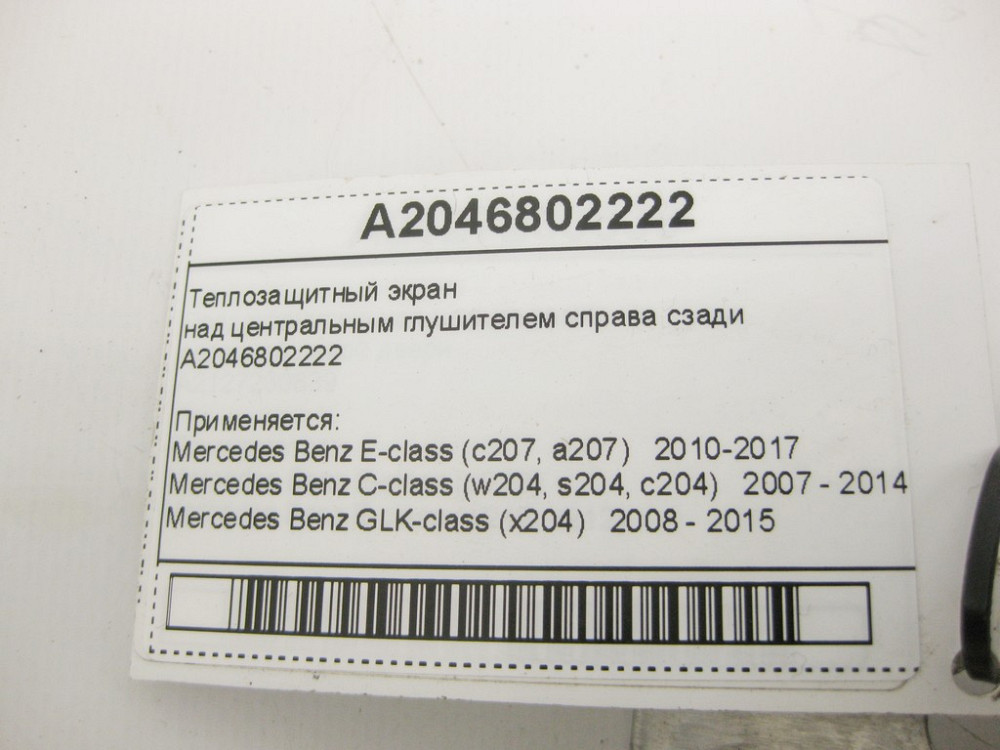 A2046802222
Теплозащитный экран
над центральным глушителем справа сзади
A2046802222
Применяется:
Mercedes Benz E-class (c207, a207) 2010-2017
Mercedes Benz C-class (w204, s204, c204) 2007 - 2014
Mercedes Benz GLK-class (x204) 2008 - 2015